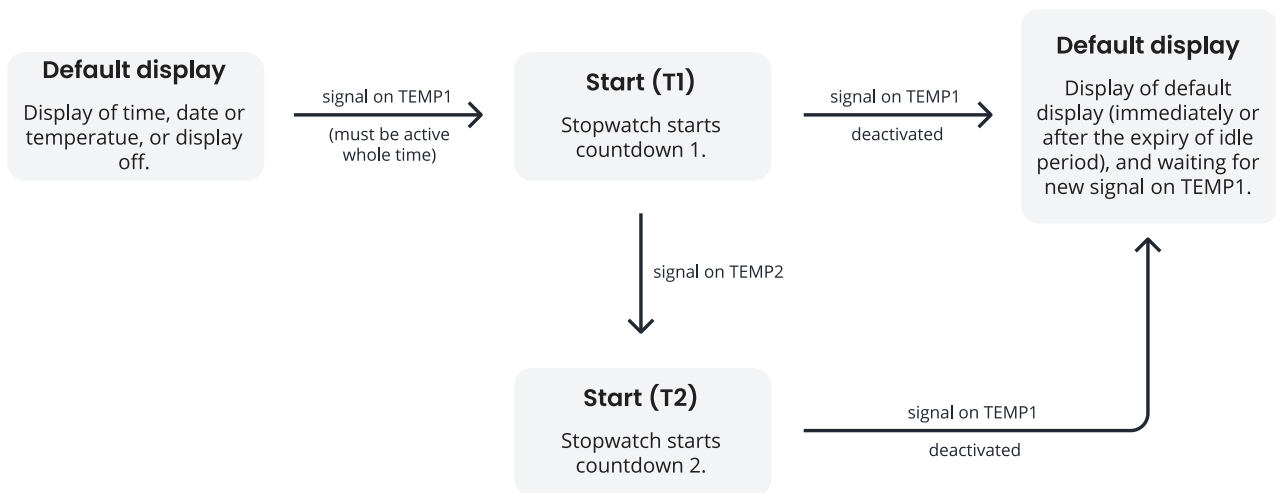 Default display
Display of time, date or
temperatue, or display
off.
signal on TEMP1
(must be active
whole time)
Start (T1)
Stopwatch starts
countdown 1.
signal on TEMP1
deactivated
Default display
Display of default
display (immediately or
after the expiry of idle
period), and waiting for
new signal on TEMP1.
signal on TEMP2
Start (T2)
Stopwatch starts
countdown 2.
signal on TEMP1
deactivated